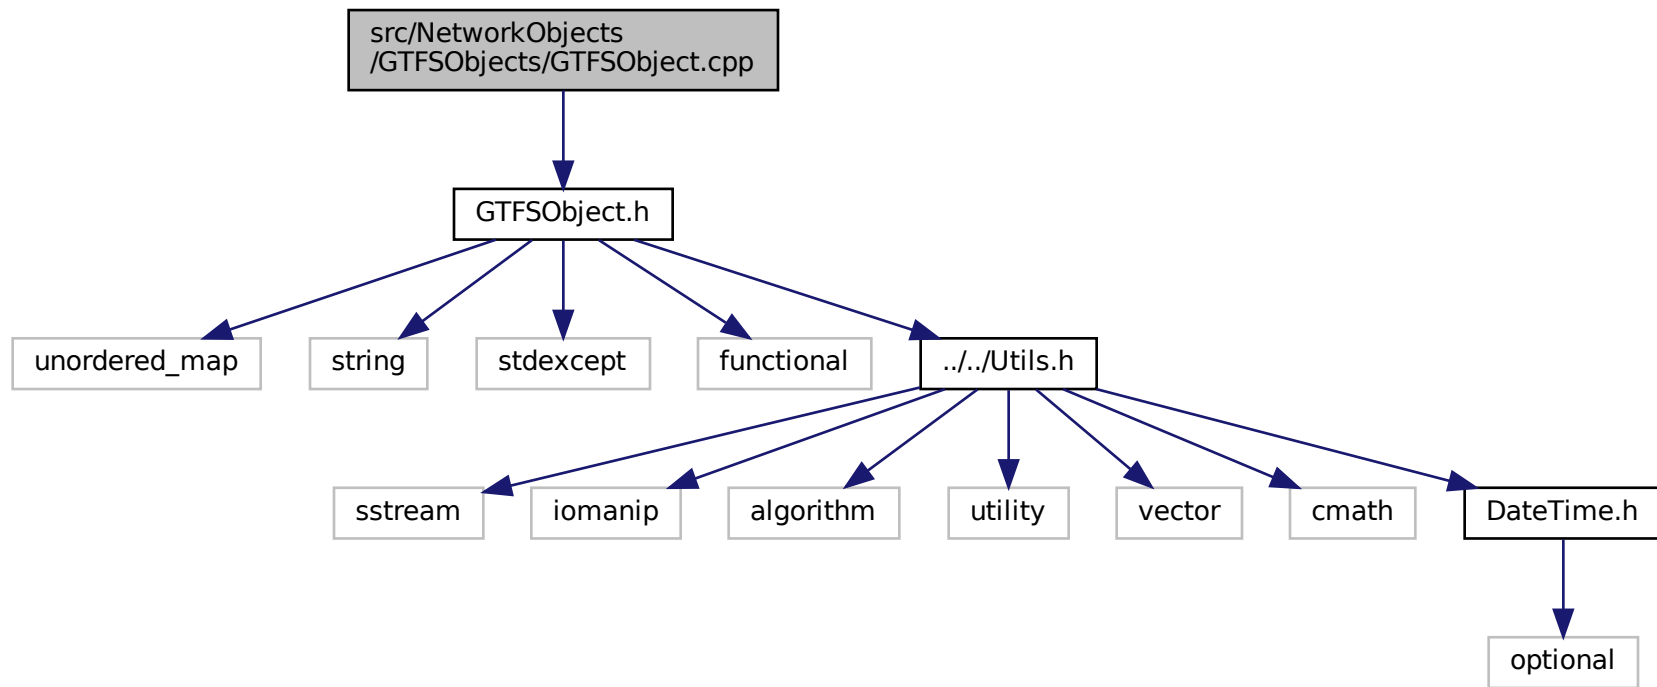 src/NetworkObjects
/GTFSObjects/GTFSObject.cpp
GTFSObject.h
unordered_map
string
stdexcept
functional
../../Utils.h
sstream
iomanip
algorithm
utility
vector
cmath
DateTime.h
optional